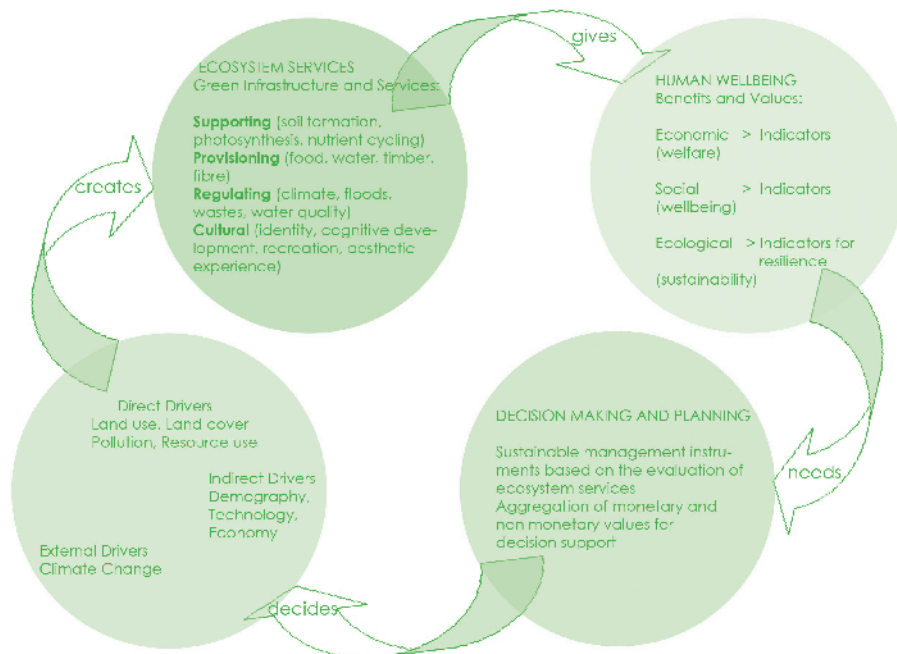 gives
ECOSYSTEM SERVICES
Green Infrastructure and Services:
Supporting (soil formation,
photosynthesis, nutrient cycling)
Provisioning (food, water, timber,
fibre)
Regulating (climate, floods,
wastes, water quality)
Cultural (identity, cognitive deve-
lopment, recreation, aesthetic
experience)
HUMAN WELLBEING
Benefits and Values:
Economic > Indicators
(welfare)
Social > Indicators
(wellbeing)
Ecological > Indicators for
resilience
(sustainability)
creates
Direct Drivers
Land use, Land cover
Pollution, Resource use
Indirect Drivers
Demography,
Technology,
Economy
External Drivers
Climate Change
DECISION MAKING AND PLANNING
Sustainable management instru-
ments based on the evaluation of
ecosystem services
Aggregation of monetary and
non monetary values for
decision support
needs
decides